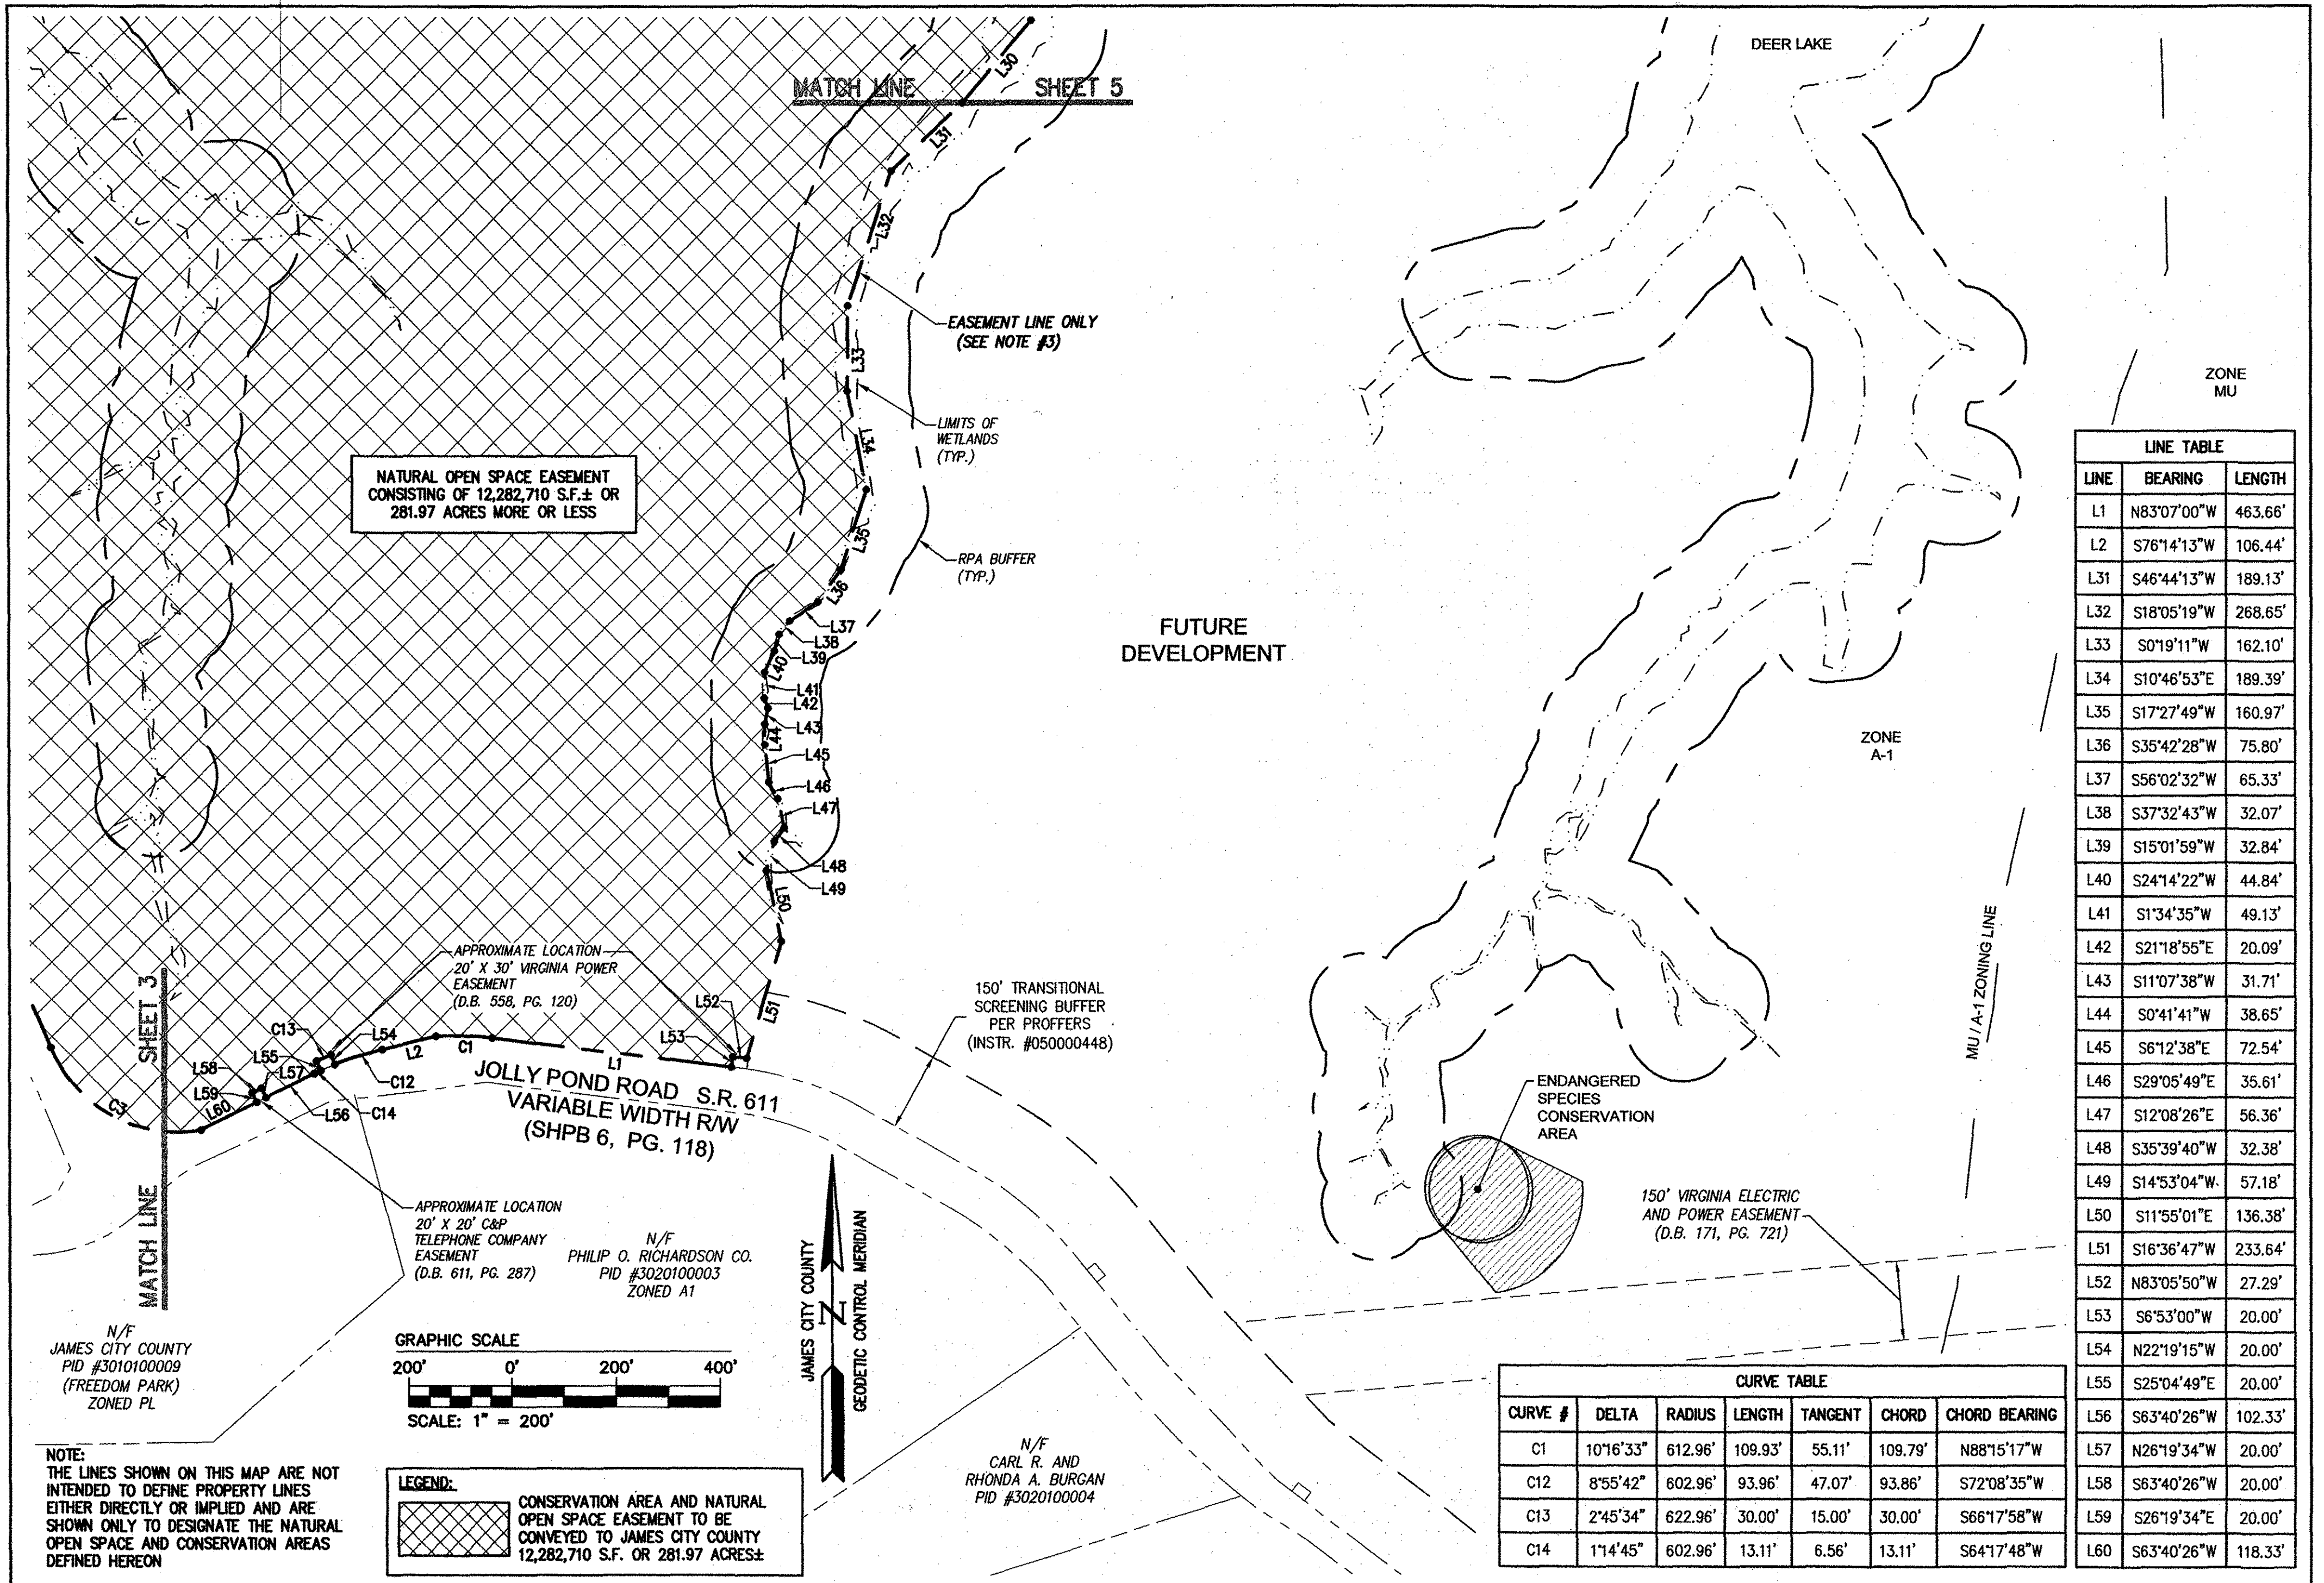 DEER LAKE
MATCH LINE SHEET 5
L30
L31
L32
EASEMENT LINE ONLY
(SEE NOTE #3)
L33
LIMITS OF
WETLANDS
(TYP.)
L34
ZONE
MU
NATURAL OPEN SPACE EASEMENT
CONSISTING OF 12,282,710 S.F.± OR
281.97 ACRES MORE OR LESS
L35
RPA BUFFER
(TYP.)
L36
L37
L38
L39
L40
L41
L42
L43
L44
L45
L46
L47
L48
L49
L50
L51
FUTURE
DEVELOPMENT
ZONE
A-1
MU / A-1 ZONING LINE
APPROXIMATE LOCATION
20' X 30' VIRGINIA POWER
EASEMENT
(D.B. 558, PG. 120)
L52
L53
150' TRANSITIONAL
SCREENING BUFFER
PER PROFFERS
(INSTR. #050000448)
MATCH LINE SHEET 3
C13
L54
L55
L2
C1
L1
L58
L57
C12
L59
L56
C14
C3
L60
JOLLY POND ROAD S.R. 611
VARIABLE WIDTH R/W
(SHPB 6, PG. 118)
ENDANGERED
SPECIES
CONSERVATION
AREA
APPROXIMATE LOCATION
20' X 20' C&P
TELEPHONE COMPANY
EASEMENT
(D.B. 611, PG. 287)
N/F
PHILIP O. RICHARDSON CO.
PID #3020100003
ZONED A1
150' VIRGINIA ELECTRIC
AND POWER EASEMENT
(D.B. 171, PG. 721)
JAMES CITY COUNTY
N
GEODETIC CONTROL MERIDIAN
N/F
JAMES CITY COUNTY
PID #3010100009
(FREEDOM PARK)
ZONED PL
GRAPHIC SCALE
200' 0' 200' 400'
SCALE: 1" = 200'
N/F
CARL R. AND
RHONDA A. BURGAN
PID #3020100004
NOTE:
THE LINES SHOWN ON THIS MAP ARE NOT
INTENDED TO DEFINE PROPERTY LINES
EITHER DIRECTLY OR IMPLIED AND ARE
SHOWN ONLY TO DESIGNATE THE NATURAL
OPEN SPACE AND CONSERVATION AREAS
DEFINED HEREON
LEGEND:
CONSERVATION AREA AND NATURAL
OPEN SPACE EASEMENT TO BE
CONVEYED TO JAMES CITY COUNTY
12,282,710 S.F. OR 281.97 ACRES±
CURVE TABLE
CURVE # DELTA RADIUS LENGTH TANGENT CHORD CHORD BEARING
C1 10°16'33" 612.96' 109.93' 55.11' 109.79' N88°15'17"W
C12 8°55'42" 602.96' 93.96' 47.07' 93.86' S72°08'35"W
C13 2°45'34" 622.96' 30.00' 15.00' 30.00' S66°17'58"W
C14 1°14'45" 602.96' 13.11' 6.56' 13.11' S64°17'48"W
LINE TABLE
LINE BEARING LENGTH
L1 N83°07'00"W 463.66'
L2 S76°14'13"W 106.44'
L31 S46°44'13"W 189.13'
L32 S18°05'19"W 268.65'
L33 S0°19'11"W 162.10'
L34 S10°46'53"E 189.39'
L35 S17°27'49"W 160.97'
L36 S35°42'28"W 75.80'
L37 S56°02'32"W 65.33'
L38 S37°32'43"W 32.07'
L39 S15°01'59"W 32.84'
L40 S24°14'22"W 44.84'
L41 S1°34'35"W 49.13'
L42 S21°18'55"E 20.09'
L43 S11°07'38"W 31.71'
L44 S0°41'41"W 38.65'
L45 S6°12'38"E 72.54'
L46 S29°05'49"E 35.61'
L47 S12°08'26"E 56.36'
L48 S35°39'40"W 32.38'
L49 S14°53'04"W 57.18'
L50 S11°55'01"E 136.38'
L51 S16°36'47"W 233.64'
L52 N83°05'50"W 27.29'
L53 S6°53'00"W 20.00'
L54 N22°19'15"W 20.00'
L55 S25°04'49"E 20.00'
L56 S63°40'26"W 102.33'
L57 N26°19'34"W 20.00'
L58 S63°40'26"W 20.00'
L59 S26°19'34"E 20.00'
L60 S63°40'26"W 118.33'